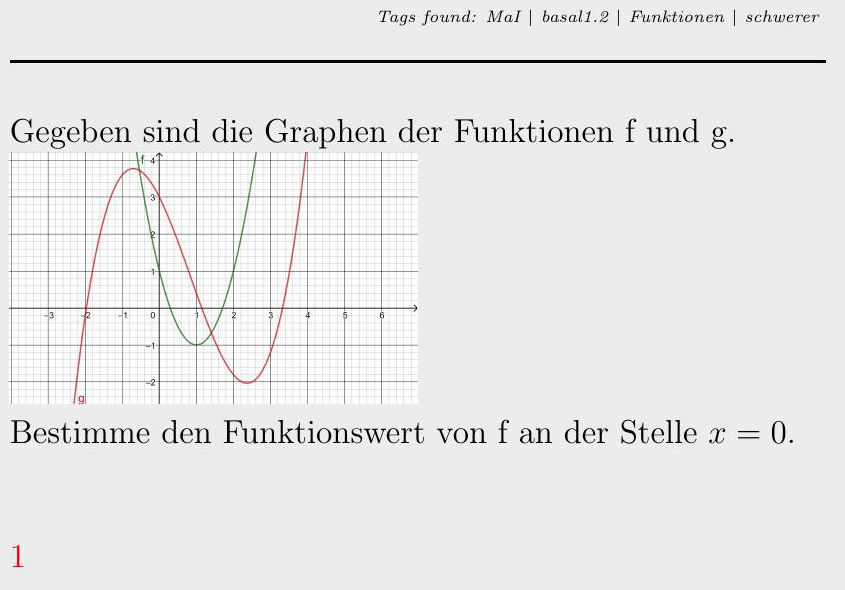 Tags found: MaI | basal1.2 | Funktionen | schwerer
Gegeben sind die Graphen der Funktionen f und g.
f 4
3
2
1
-3 -2 -1 0 1 2 3 4 5 6
-1
-2
g
Bestimme den Funktionswert von f an der Stelle x = 0.
1